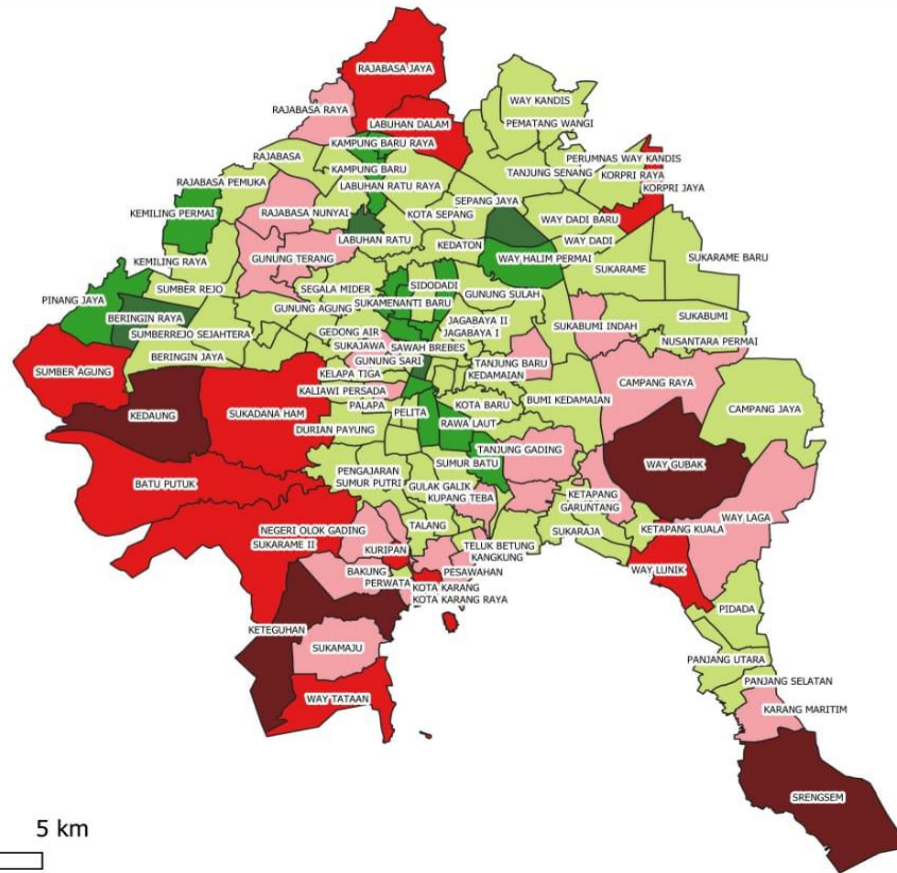 RAJABASA JAYA
WAY KANDIS
RAJABASA RAYA
LABUHAN DALAM
PEMATANG WANGI
KAMPUNG BARU RAYA
RAJABASA
PERUMNAS WAY KANDIS
KAMPUNG BARU
TANJUNG SENANG
KORPRI RAYA
RAJABASA PEMUKA
LABUHAN RATU RAYA
KORPRI JAYA
KEMILING PERMAI
RAJABASA NUNYAI
SEPANG JAYA
KOTA SEPANG
WAY DADI BARU
LABUHAN RATU
KEDATON
WAY DADI
SUKARAME BARU
KEMILING RAYA
GUNUNG TERANG
WAY HALIM PERMAI
SUKARAME
SUMBER REJO
SEGALA MIDER
SIDODADI
PINANG JAYA
GUNUNG AGUNG
SUKAMENANTI BARU
GUNUNG SULAH
BERINGIN RAYA
JAGABAYA II
SUKABUMI
SUMBERREJO SEJAHTERA
GEDONG AIR
JAGABAYA I
SUKABUMI INDAH
SUKAJAWA
SAWAH BREBES
NUSANTARA PERMAI
BERINGIN JAYA
GUNUNG SARI
TANJUNG BARU
SUMBER AGUNG
KELAPA TIGA
KEDAMAIAN
CAMPANG RAYA
KALIAWI PERSADA
KEDAUNG
SUKADANA HAM
PALAPA
PELITA
KOTA BARU
BUMI KEDAMAIAN
CAMPANG JAYA
DURIAN PAYUNG
RAWA LAUT
TANJUNG GADING
SUMUR BATU
WAY GUBAK
PENGAJARAN
SUMUR PUTRI
GULAK GALIK
BATU PUTUK
KUPANG TEBA
KETAPANG
GARUNTANG
WAY LAGA
NEGERI OLOK GADING
TALANG
SUKARAJA
KETAPANG KUALA
SUKARAME II
KURIPAN
TELUK BETUNG
KANGKUNG
BAKUNG
PESAWAHAN
WAY LUNIK
PERWATA
KOTA KARANG
KOTA KARANG RAYA
PIDADA
KETEGUHAN
SUKAMAJU
PANJANG UTARA
PANJANG SELATAN
WAY TATAAN
KARANG MARITIM
SRENGSEM
5 km